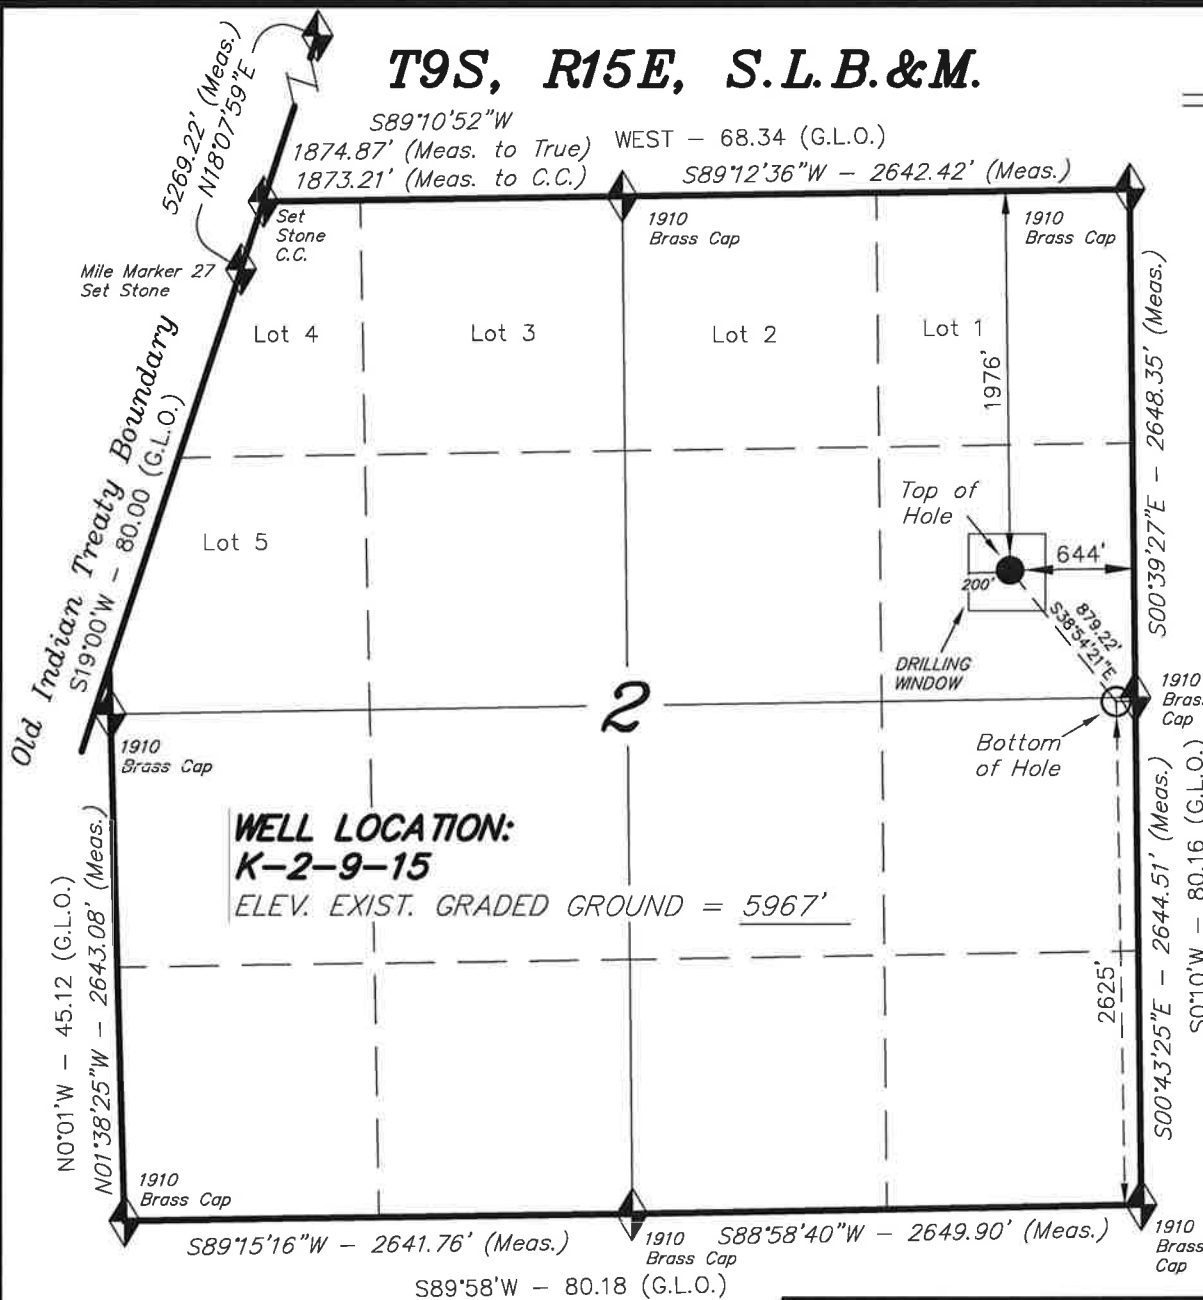 T9S, R15E, S.L.B.&M.
5269.22' (Meas.)
N18°07'59"E
S89°10'52"W
1874.87' (Meas. to True)
1873.21' (Meas. to C.C.)
WEST – 68.34 (G.L.O.)
S89°12'36"W – 2642.42' (Meas.)
Set
Stone
C.C.
1910
Brass Cap
1910
Brass Cap
Mile Marker 27
Set Stone
Lot 4
Lot 3
Lot 2
Lot 1
1976'
S00°39'27"E – 2648.35' (Meas.)
Old Indian Treaty Boundary
S19°00'W – 80.00 (G.L.O.)
Lot 5
Top of
Hole
644'
200'
879.22'
S38°54'21"E
DRILLING
WINDOW
2
1910
Brass
Cap
1910
Brass Cap
Bottom
of Hole
WELL LOCATION:
K–2–9–15
ELEV. EXIST. GRADED GROUND = 5967'
N0°01'W – 45.12 (G.L.O.)
N01°38'25"W – 2643.08' (Meas.)
2625'
S00°43'25"E – 2644.51' (Meas.)
S0°10'W – 80.16 (G.L.O.)
1910
Brass Cap
S89°15'16"W – 2641.76' (Meas.)
1910
Brass Cap
S88°58'40"W – 2649.90' (Meas.)
1910
Brass
Cap
S89°58'W – 80.18 (G.L.O.)